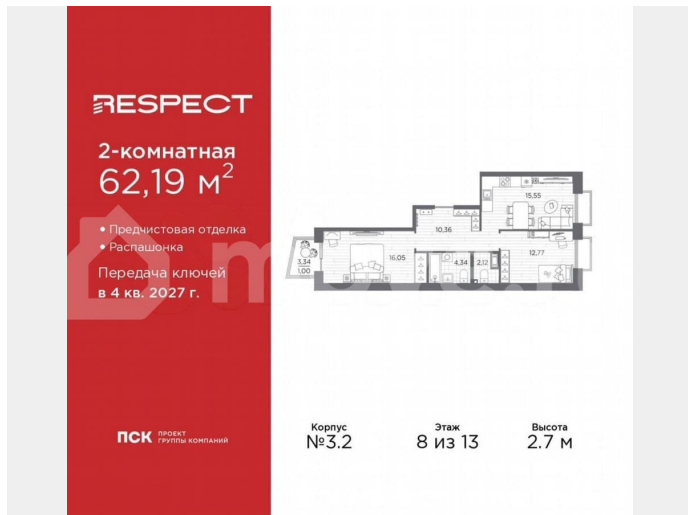 RESPECT
2-комнатная
62,19 м²
• Предчистовая отделка
• Распашонка
Передача ключей
в 4 кв. 2027 г.
ПСК ПРОЕКТ
ГРУППЫ КОМПАНИЙ
15,55
10,36
16,05
4,34
2,12
12,77
3,34
1,00
Корпус
№3.2
Этаж
8 из 13
Высота
2.7 м